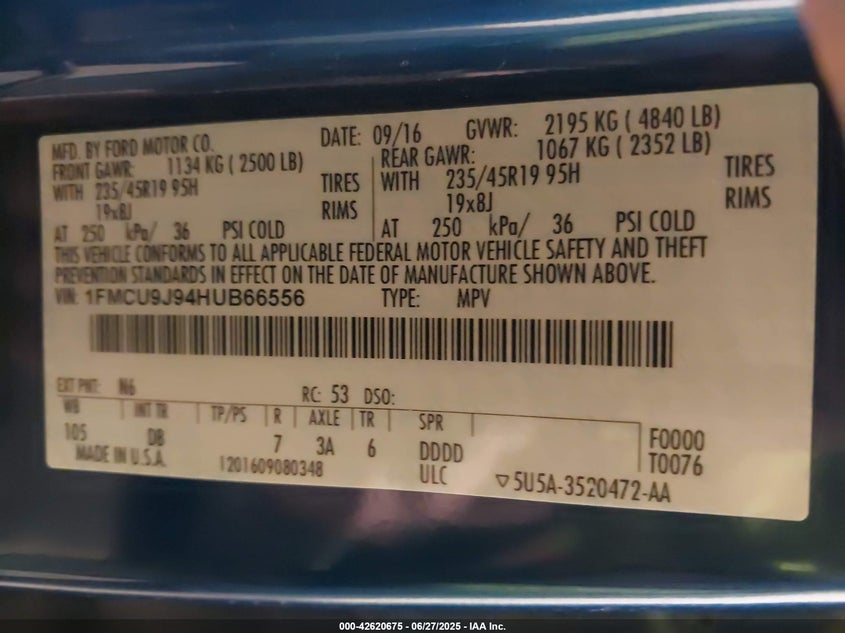 MFD. BY FORD MOTOR CO. DATE: 09/16 GVWR: 2195 KG ( 4840 LB)
FRONT GAWR: 1134 KG ( 2500 LB) REAR GAWR: 1067 KG ( 2352 LB)
WITH 235/45R19 95H TIRES WITH 235/45R19 95H TIRES
19x8J RIMS 19x8J RIMS
AT 250 kPa/ 36 PSI COLD AT 250 kPa/ 36 PSI COLD
THIS VEHICLE CONFORMS TO ALL APPLICABLE FEDERAL MOTOR VEHICLE SAFETY AND THEFT
PREVENTION STANDARDS IN EFFECT ON THE DATE OF MANUFACTURE SHOWN ABOVE.
VIN: 1FMCU9J94HUB66556 TYPE: MPV
EXT PNT: N6 RC: 53 DSO:
WB INT TR TP/PS R AXLE TR SPR
105 DB 7 3A 6 DDDD F0000
MADE IN U.S.A. 1201609080348 ULC T0076
▽5U5A-3520472-AA
000-42620675 - 06/27/2025 - IAA Inc.